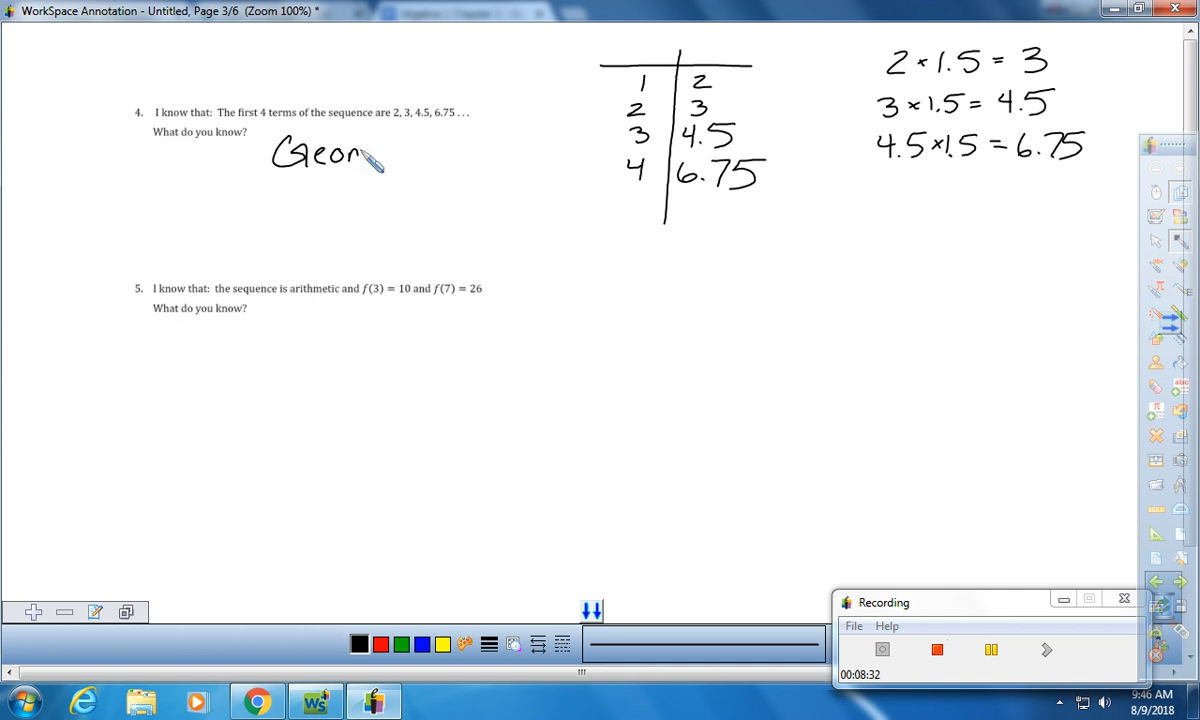 WorkSpace Annotation - Untitled, Page 3/6 (Zoom 100%) *
4. I know that: The first 4 terms of the sequence are 2, 3, 4.5, 6.75 . . .
What do you know?
Geom
1 2
2 3
3 4.5
4 6.75
2 × 1.5 = 3
3 × 1.5 = 4.5
4.5 × 1.5 = 6.75
5. I know that: the sequence is arithmetic and f(3) = 10 and f(7) = 26
What do you know?
Recording
File Help
00:08:32
9:46 AM
8/9/2018